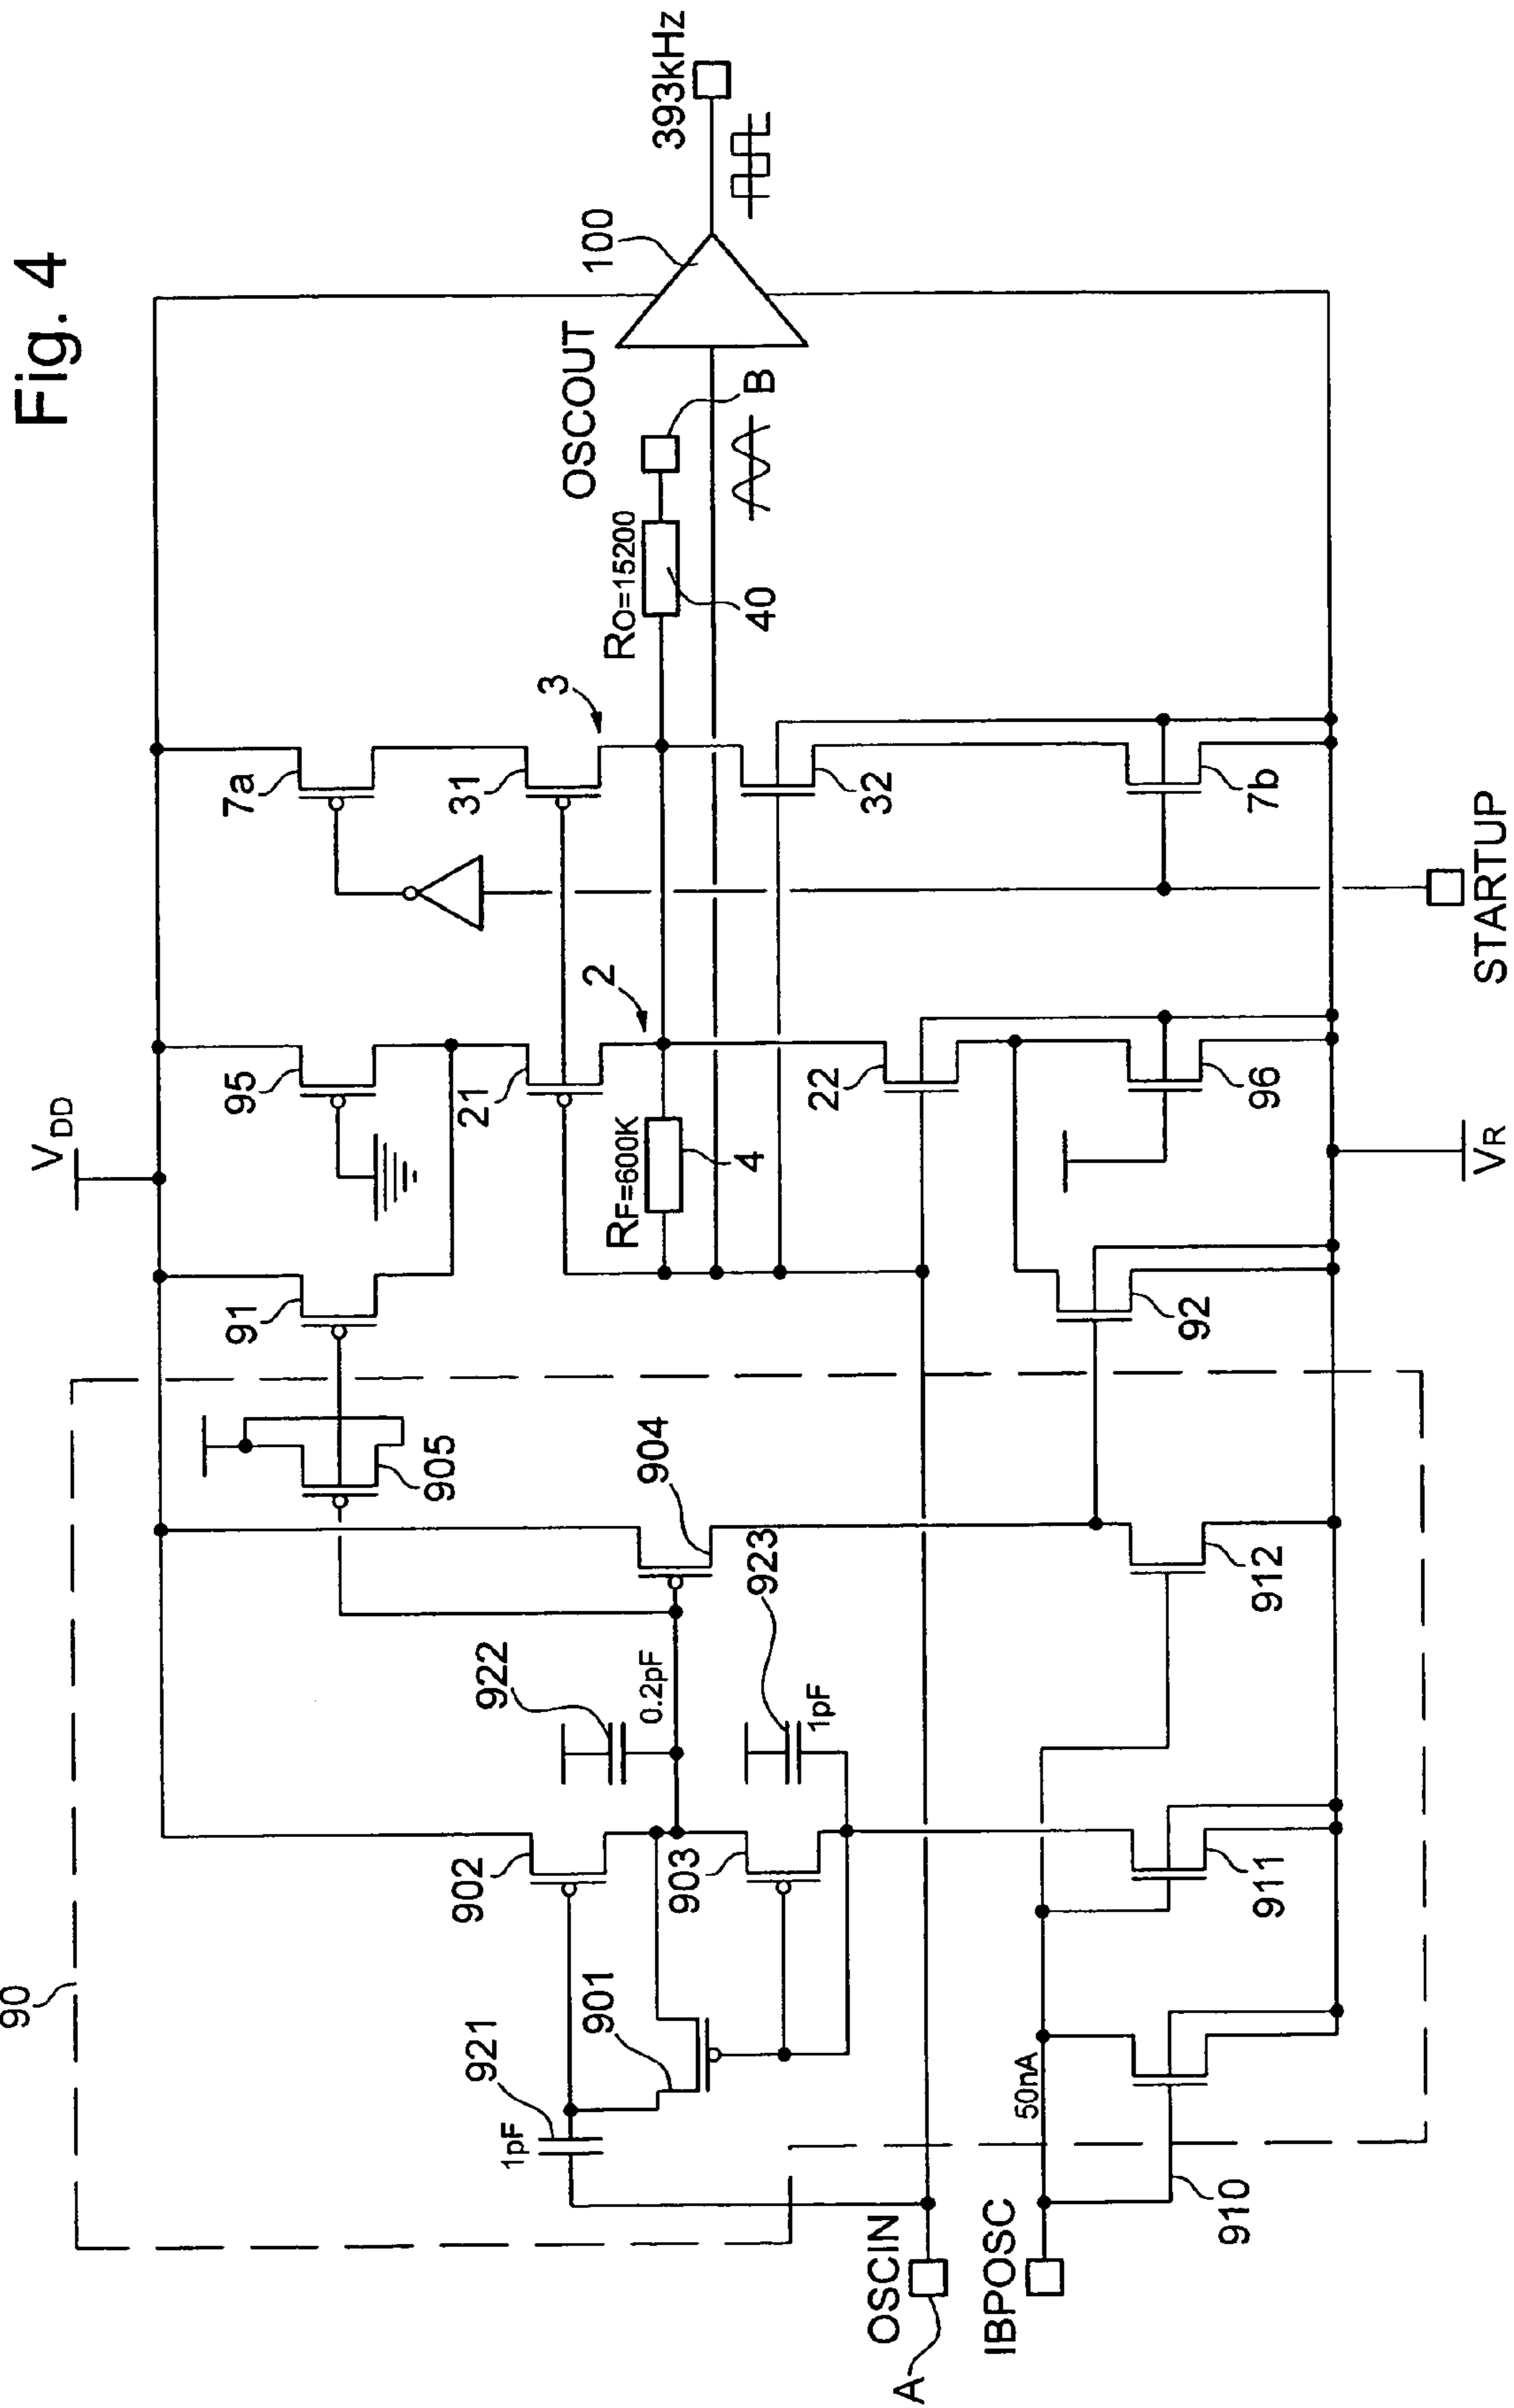 Fig. 4
VDD
90
91
95
7a
905
21
31
3
902
904
922
0.2pF
921
1pF
901
903
923
1pF
RF=600K
4
2
RO=15200
40
OSCOUT
B
100
393kHz
22
32
OSCIN
A
IBPOSC
50nA
910
911
912
92
96
7b
VR
STARTUP